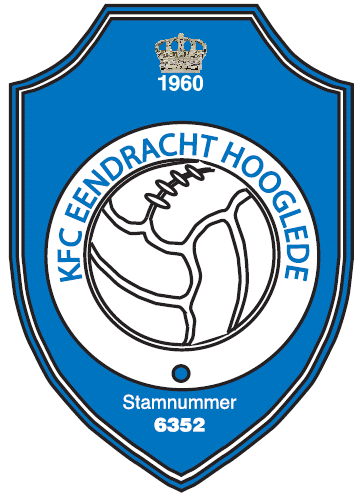 1960
KFC EENDRACHT HOOGLEDE
Stamnummer
6352